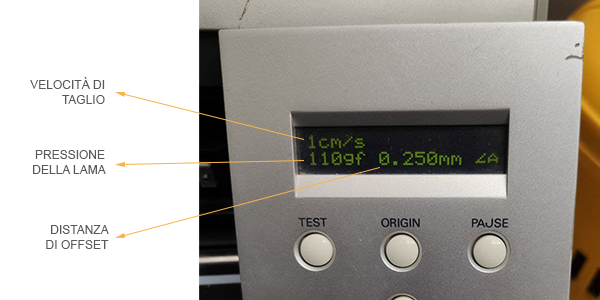 VELOCITÀ DI
TAGLIO
PRESSIONE
DELLA LAMA
DISTANZA
DI OFFSET
1cm/s
110gf 0.250mm ∠A
TEST
ORIGIN
PAUSE